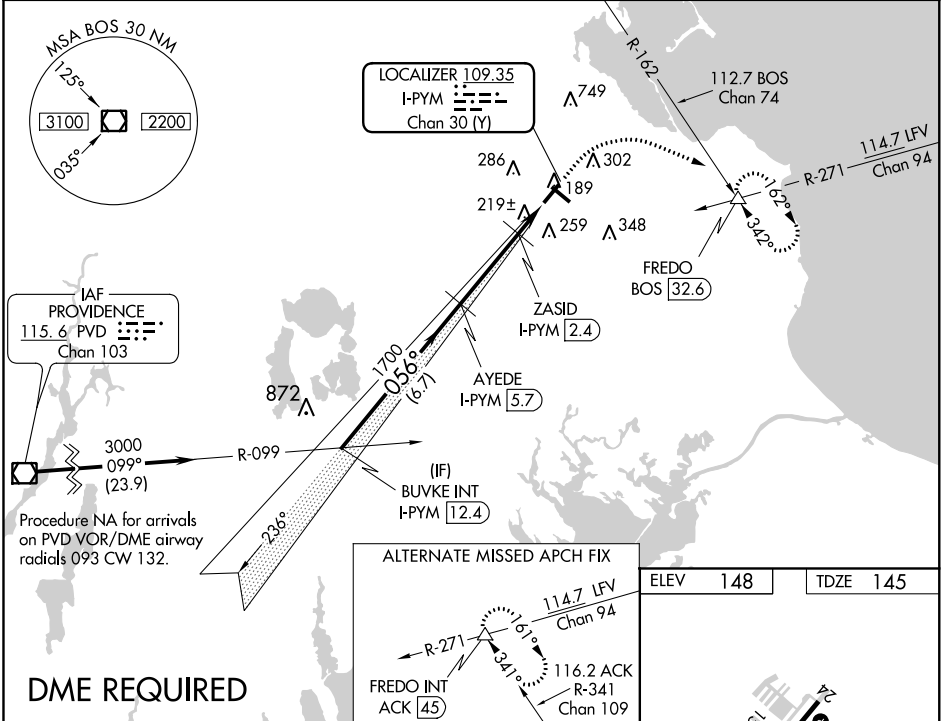 MSA BOS 30 NM
125°
3100
2200
035°
LOCALIZER 109.35
I-PYM
Chan 30 (Y)
749
R-162
112.7 BOS
Chan 74
286
302
189
219±
259
348
114.7 LFV
R-271
Chan 94
162°
342°
FREDO
BOS 32.6
ZASID
I-PYM 2.4
AYEDE
I-PYM 5.7
IAF
PROVIDENCE
115.6 PVD
Chan 103
872
1700
056°
(6.7)
3000
099°
(23.9)
R-099
(IF)
BUVKE INT
I-PYM 12.4
236°
Procedure NA for arrivals
on PVD VOR/DME airway
radials 093 CW 132.
DME REQUIRED
ALTERNATE MISSED APCH FIX
114.7 LFV
Chan 94
R-271
161°
341°
116.2 ACK
R-341
Chan 109
FREDO INT
ACK 45
ELEV 148
TDZE 145
24